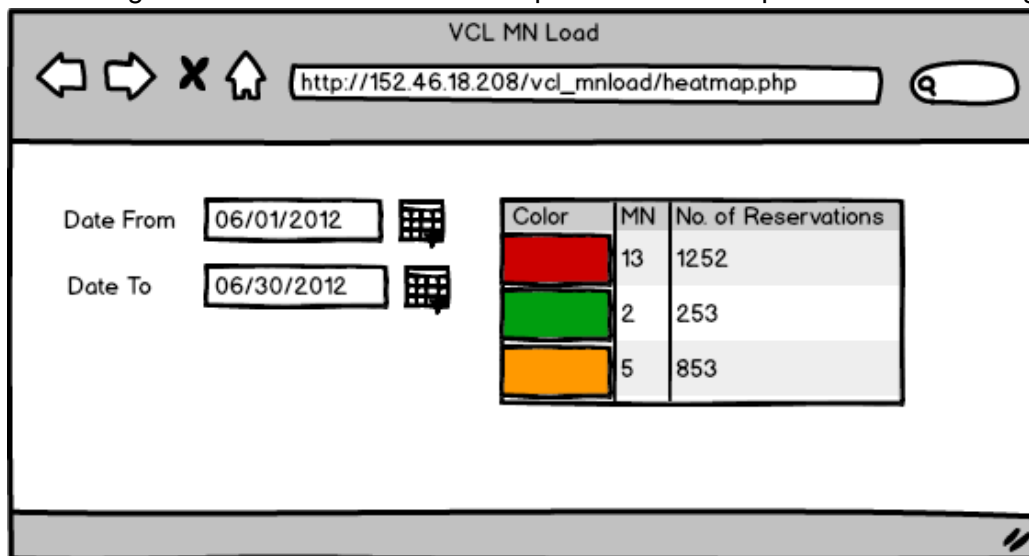 VCL MN Load
http://152.46.18.208/vcl_mnload/heatmap.php
Date From 06/01/2012
Date To 06/30/2012
Color MN No. of Reservations
13 1252
2 253
5 853